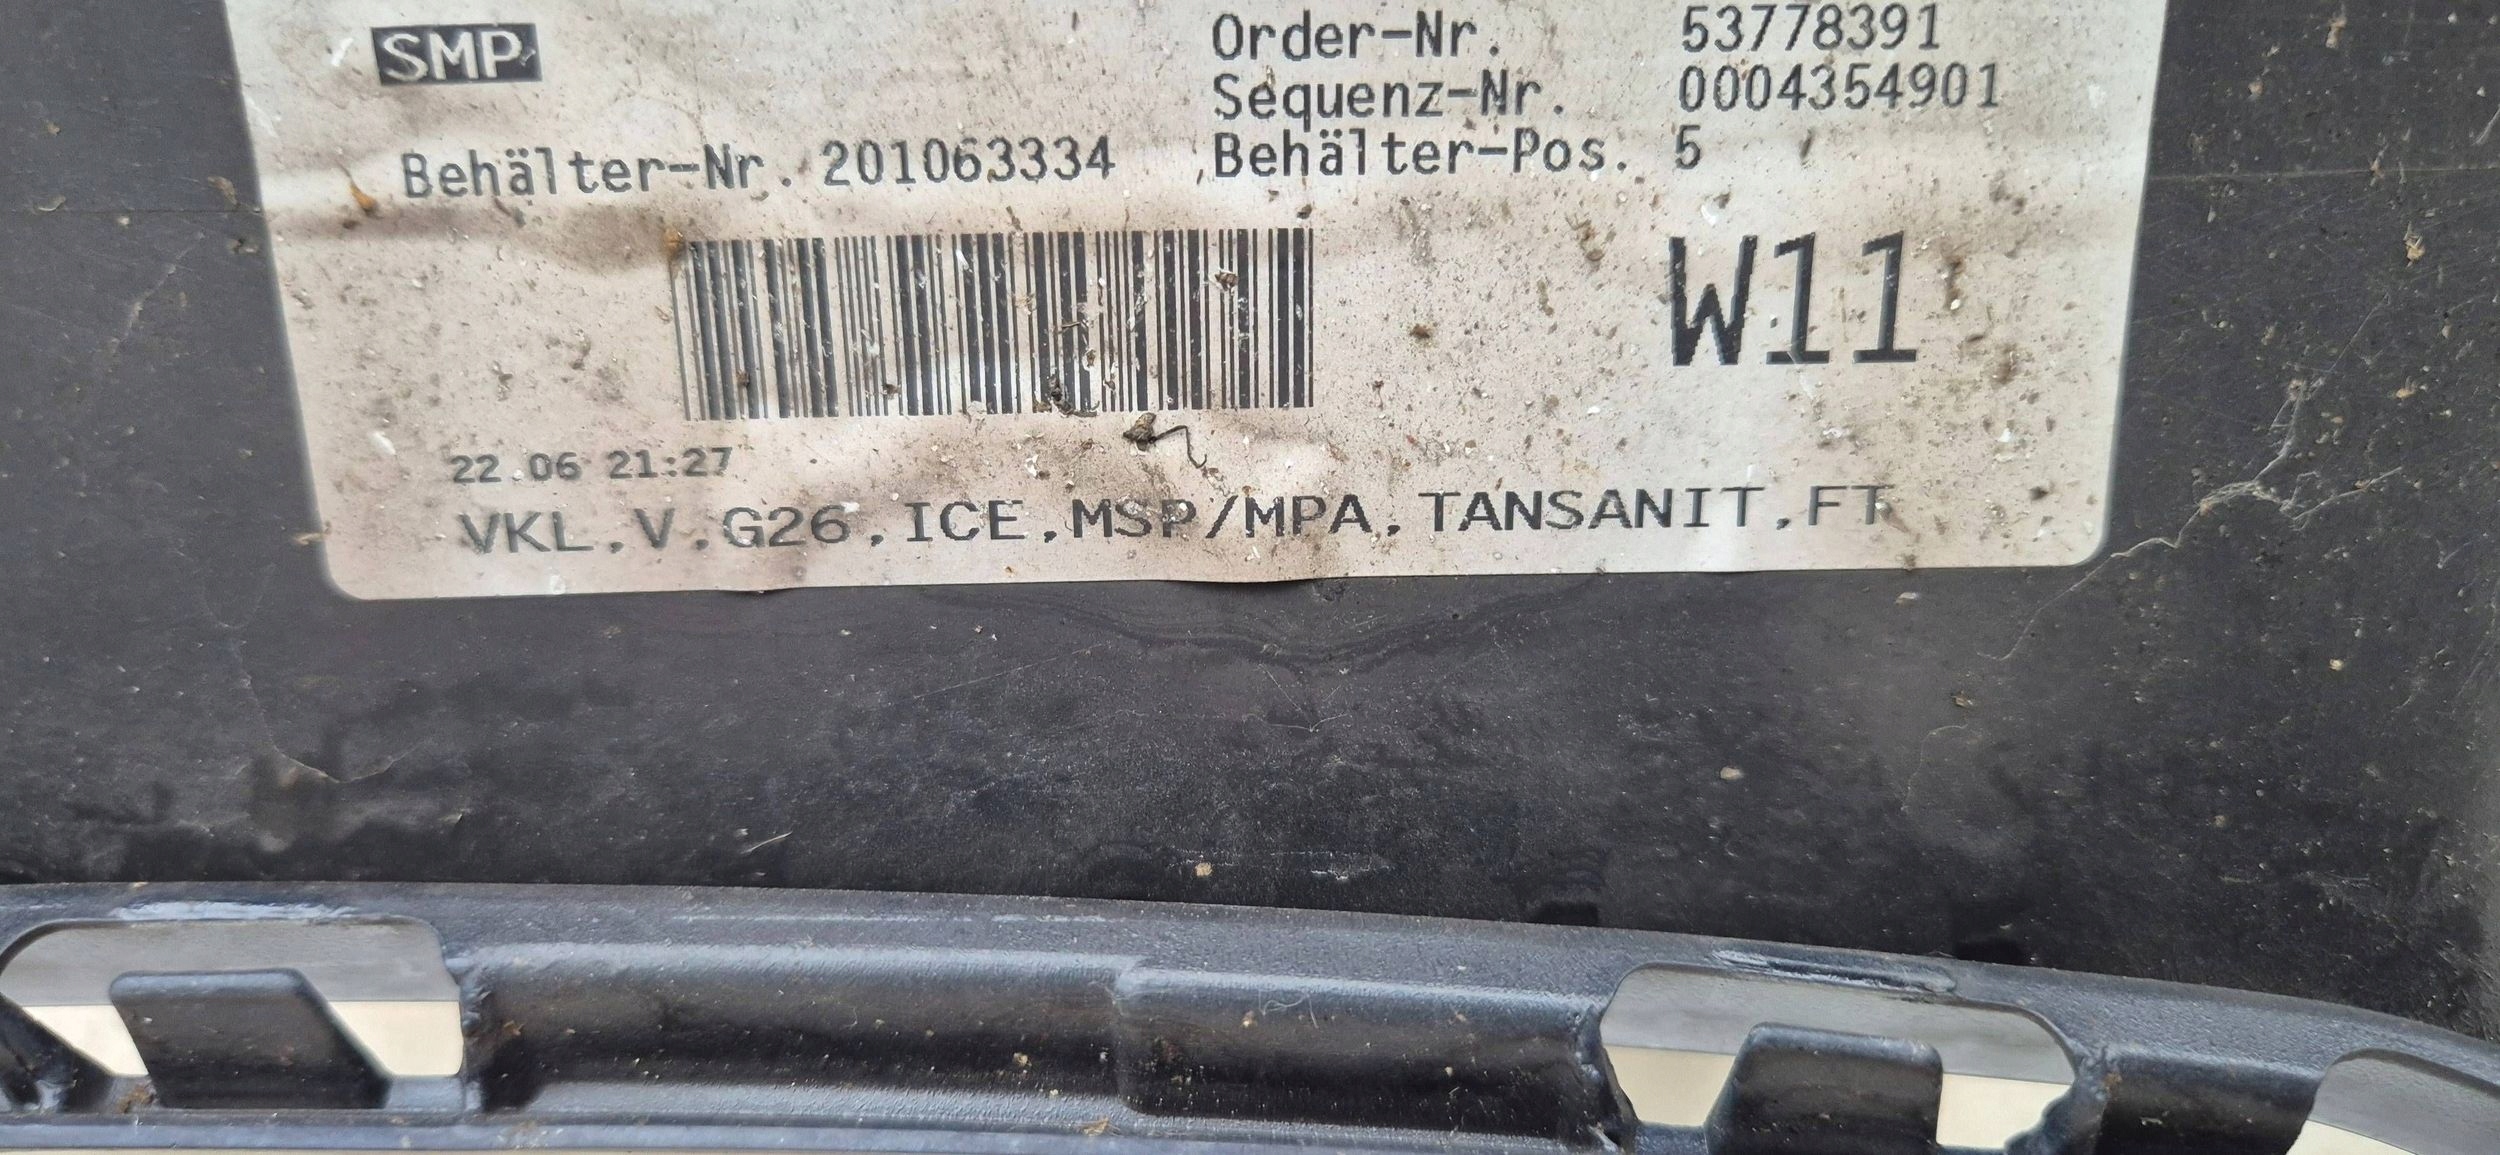 SMP
Order-Nr. 53778391
Sequenz-Nr. 0004354901
Behälter-Nr. 201063334
Behälter-Pos. 5
W11
22.06 21:27
VKL,V,G26,ICE,MSP/MPA,TANSANIT,FT